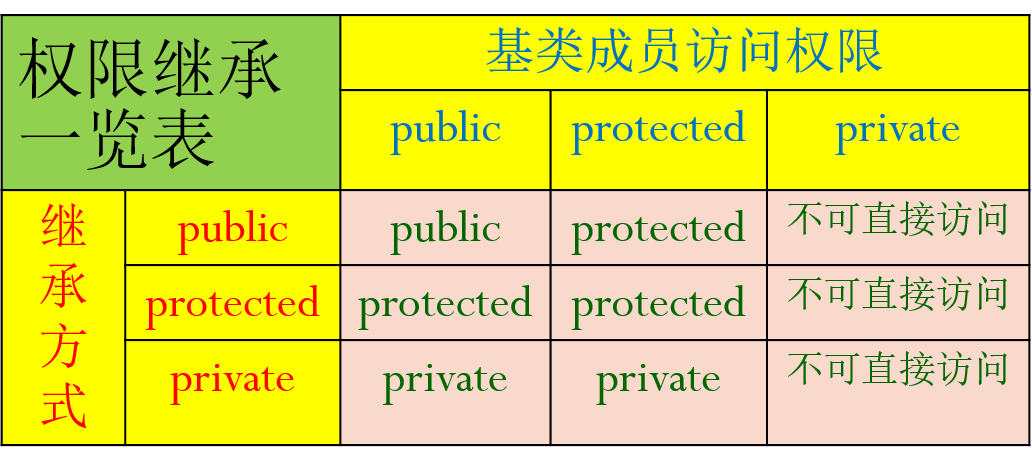 权限继承
一览表
基类成员访问权限
public protected private
继承方式
public public protected 不可直接访问
protected protected protected 不可直接访问
private private private 不可直接访问